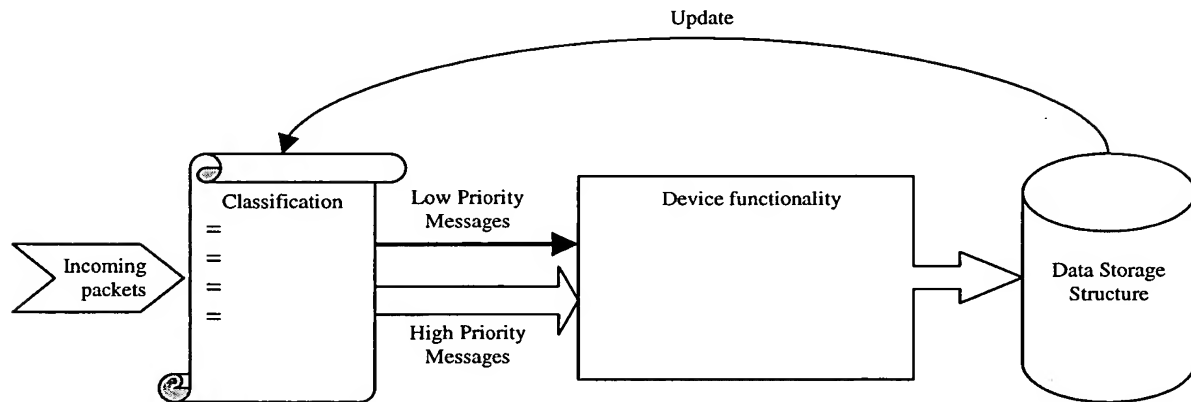 Update
Classification
=
=
=
=
Incoming
packets
Low Priority
Messages
High Priority
Messages
Device functionality
Data Storage
Structure